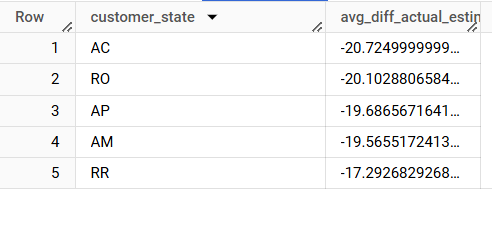 Row customer_state avg_diff_actual_estin
1 AC -20.7249999999...
2 RO -20.1028806584...
3 AP -19.6865671641...
4 AM -19.5655172413...
5 RR -17.2926829268...